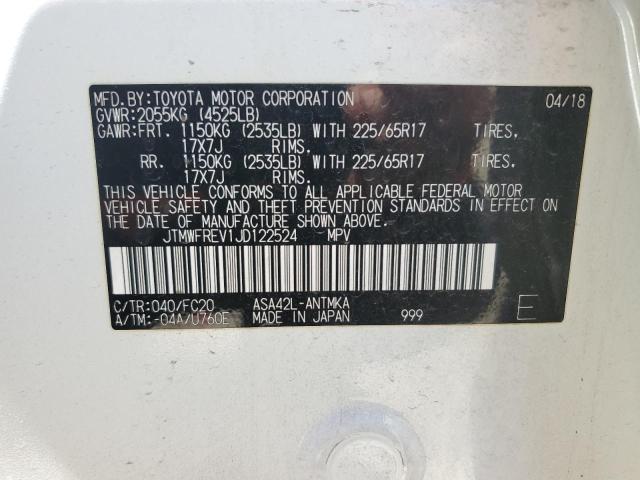 MFD.BY:TOYOTA MOTOR CORPORATION 04/18
GVWR:2055KG (4525LB)
GAWR:FRT. 1150KG (2535LB) WITH 225/65R17 TIRES.
17X7J RIMS.
RR. 1150KG (2535LB) WITH 225/65R17 TIRES.
17X7J RIMS.
THIS VEHICLE CONFORMS TO ALL APPLICABLE FEDERAL MOTOR
VEHICLE SAFETY AND THEFT PREVENTION STANDARDS IN EFFECT ON
THE DATE OF MANUFACTURE SHOWN ABOVE.
JTMWFREV1JD122524 MPV
C/TR:040/FC20 ASA42L-ANTMKA
A/TM:-04A/U760E MADE IN JAPAN 999 E